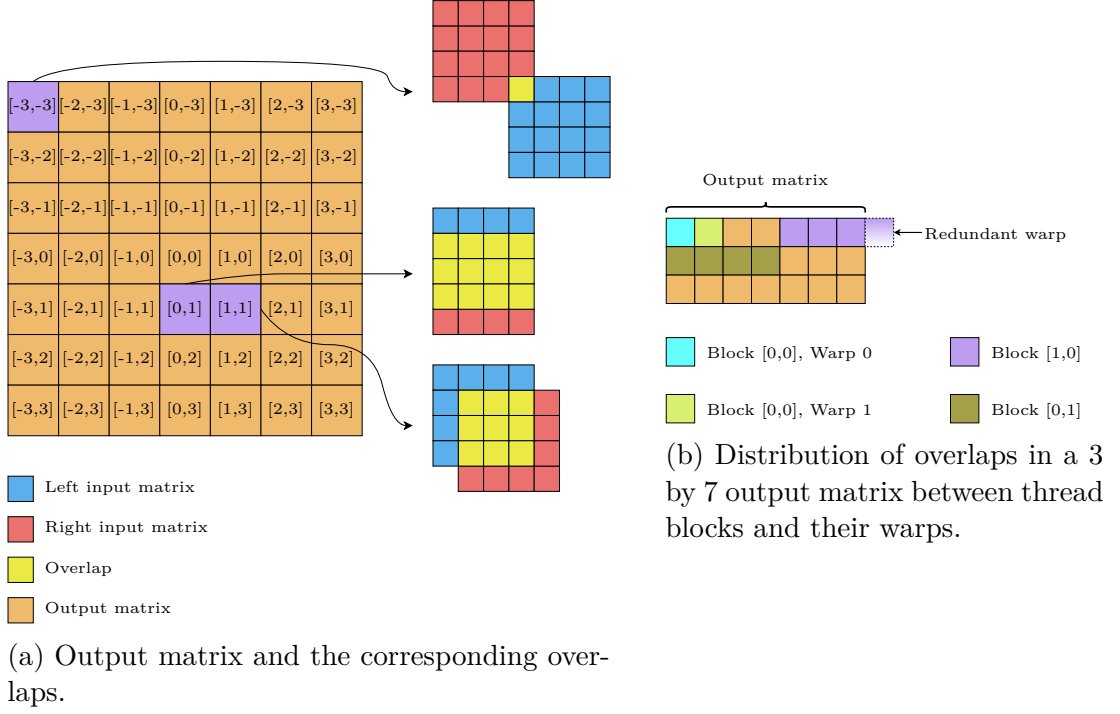 [-3,-3] [-2,-3] [-1,-3] [0,-3] [1,-3] [2,-3 [3,-3]
[-3,-2] [-2,-2] [-1,-2] [0,-2] [1,-2] [2,-2] [3,-2]
[-3,-1] [-2,-1] [-1,-1] [0,-1] [1,-1] [2,-1] [3,-1]
[-3,0] [-2,0] [-1,0] [0,0] [1,0] [2,0] [3,0]
[-3,1] [-2,1] [-1,1] [0,1] [1,1] [2,1] [3,1]
[-3,2] [-2,2] [-1,2] [0,2] [1,2] [2,2] [3,2]
[-3,3] [-2,3] [-1,3] [0,3] [1,3] [2,3] [3,3]
Left input matrix
Right input matrix
Overlap
Output matrix
(a) Output matrix and the corresponding over-
laps.
Output matrix
Redundant warp
Block [0,0], Warp 0
Block [1,0]
Block [0,0], Warp 1
Block [0,1]
(b) Distribution of overlaps in a 3
by 7 output matrix between thread
blocks and their warps.